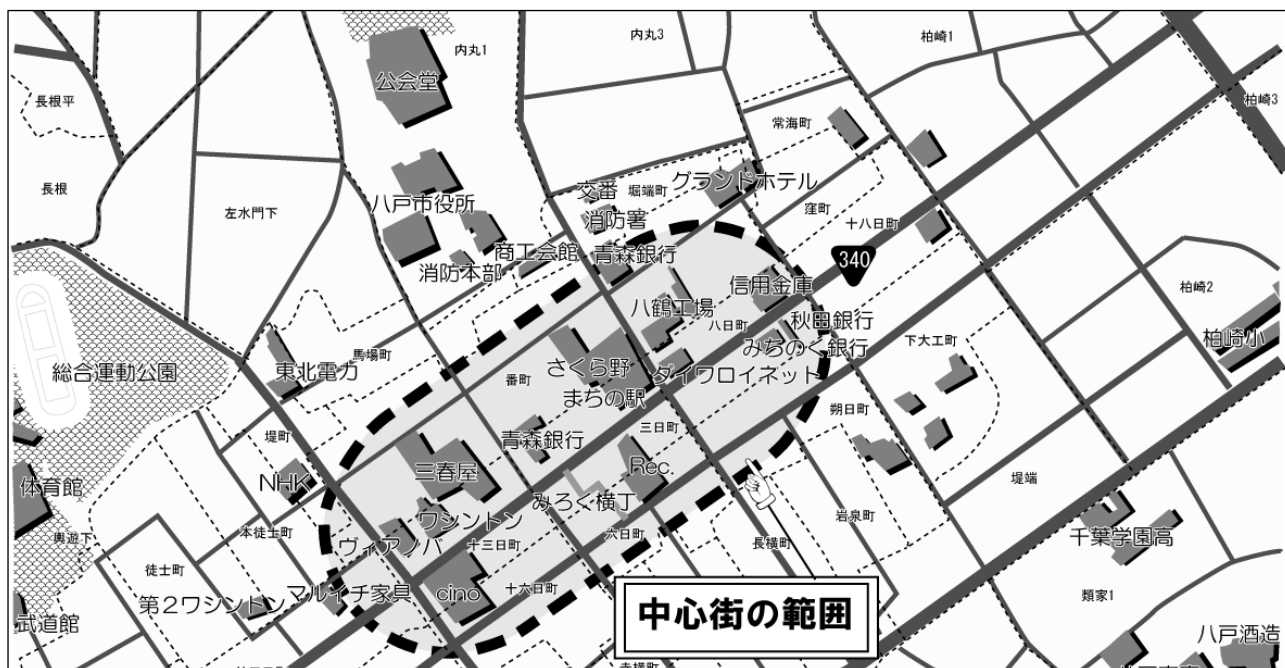 内丸1
内丸3
柏崎1
公会堂
長根平
柏崎3
常海町
長根
左水門下
八戸市役所
交番
堀端町
グランドホテル
消防署
窪町
十八日町
商工会館
青森銀行
消防本部
340
信用金庫
柏崎2
八鶴工場
八日町
秋田銀行
下大工町
柏崎小
みちのく銀行
総合運動公園
東北電力
馬場町
さくら野
ダイワロイネット
番町
まちの駅
朔日町
堤町
青森銀行
三日町
三春屋
Rec.
NHK
堤端
体育館
みろく横丁
ワシントン
岩泉町
本徒士町
六日町
千葉学園高
ヴィアノバ
十三日町
長横町
徒士町
第2ワシントン
マルイチ家具
cino
十六日町
類家1
中心街の範囲
武道館
八戸酒造